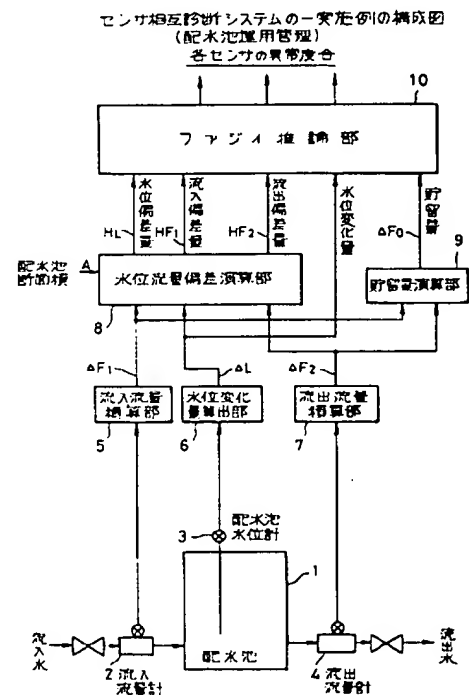 センサ相互診断システムの一実施例の構成図
(配水池運用管理)
各センサの異常度合
10
ファジイ推論部
水位偏差量
流入偏差量
流出偏差量
水位変化量
貯留量
HL
HF1
HF2
ΔF0
9
配水池
断面積
A
水位流量偏差演算部
貯留量演算部
8
ΔF1
ΔL
ΔF2
流入流量
積算部
水位変化
量算出部
流出流量
積算部
5
6
7
3
配水池
水位計
1
流入水
配水池
流出水
2 流入
流量計
4 流出
流量計